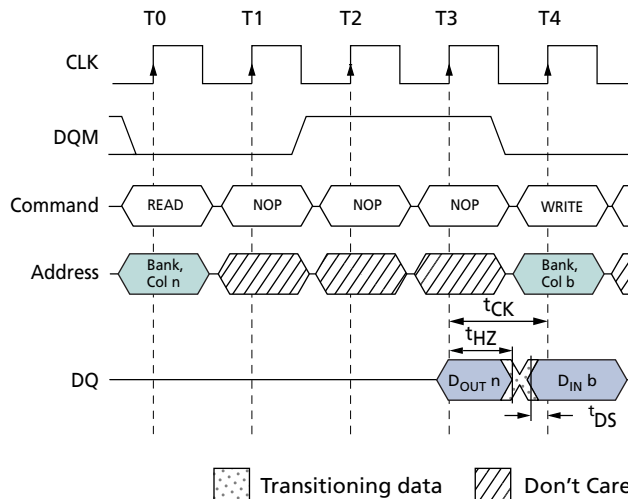 T0 T1 T2 T3 T4
CLK
DQM
Command READ NOP NOP NOP WRITE
Address Bank, Col n Bank, Col b
tCK
tHZ
DQ DOUT n DIN b
tDS
Transitioning data Don't Care